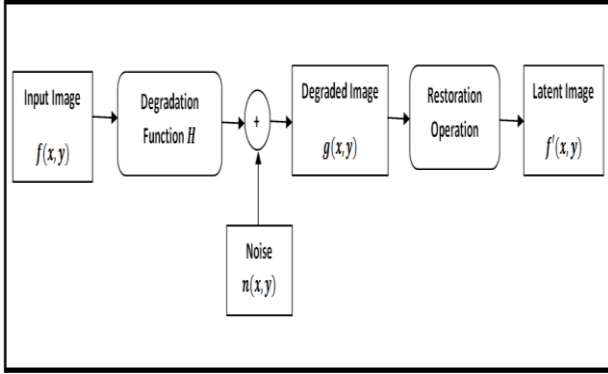 Input Image
f(x,y)
Degradation
Function H
+
Degraded Image
g(x,y)
Restoration
Operation
Latent Image
f'(x,y)
Noise
n(x,y)